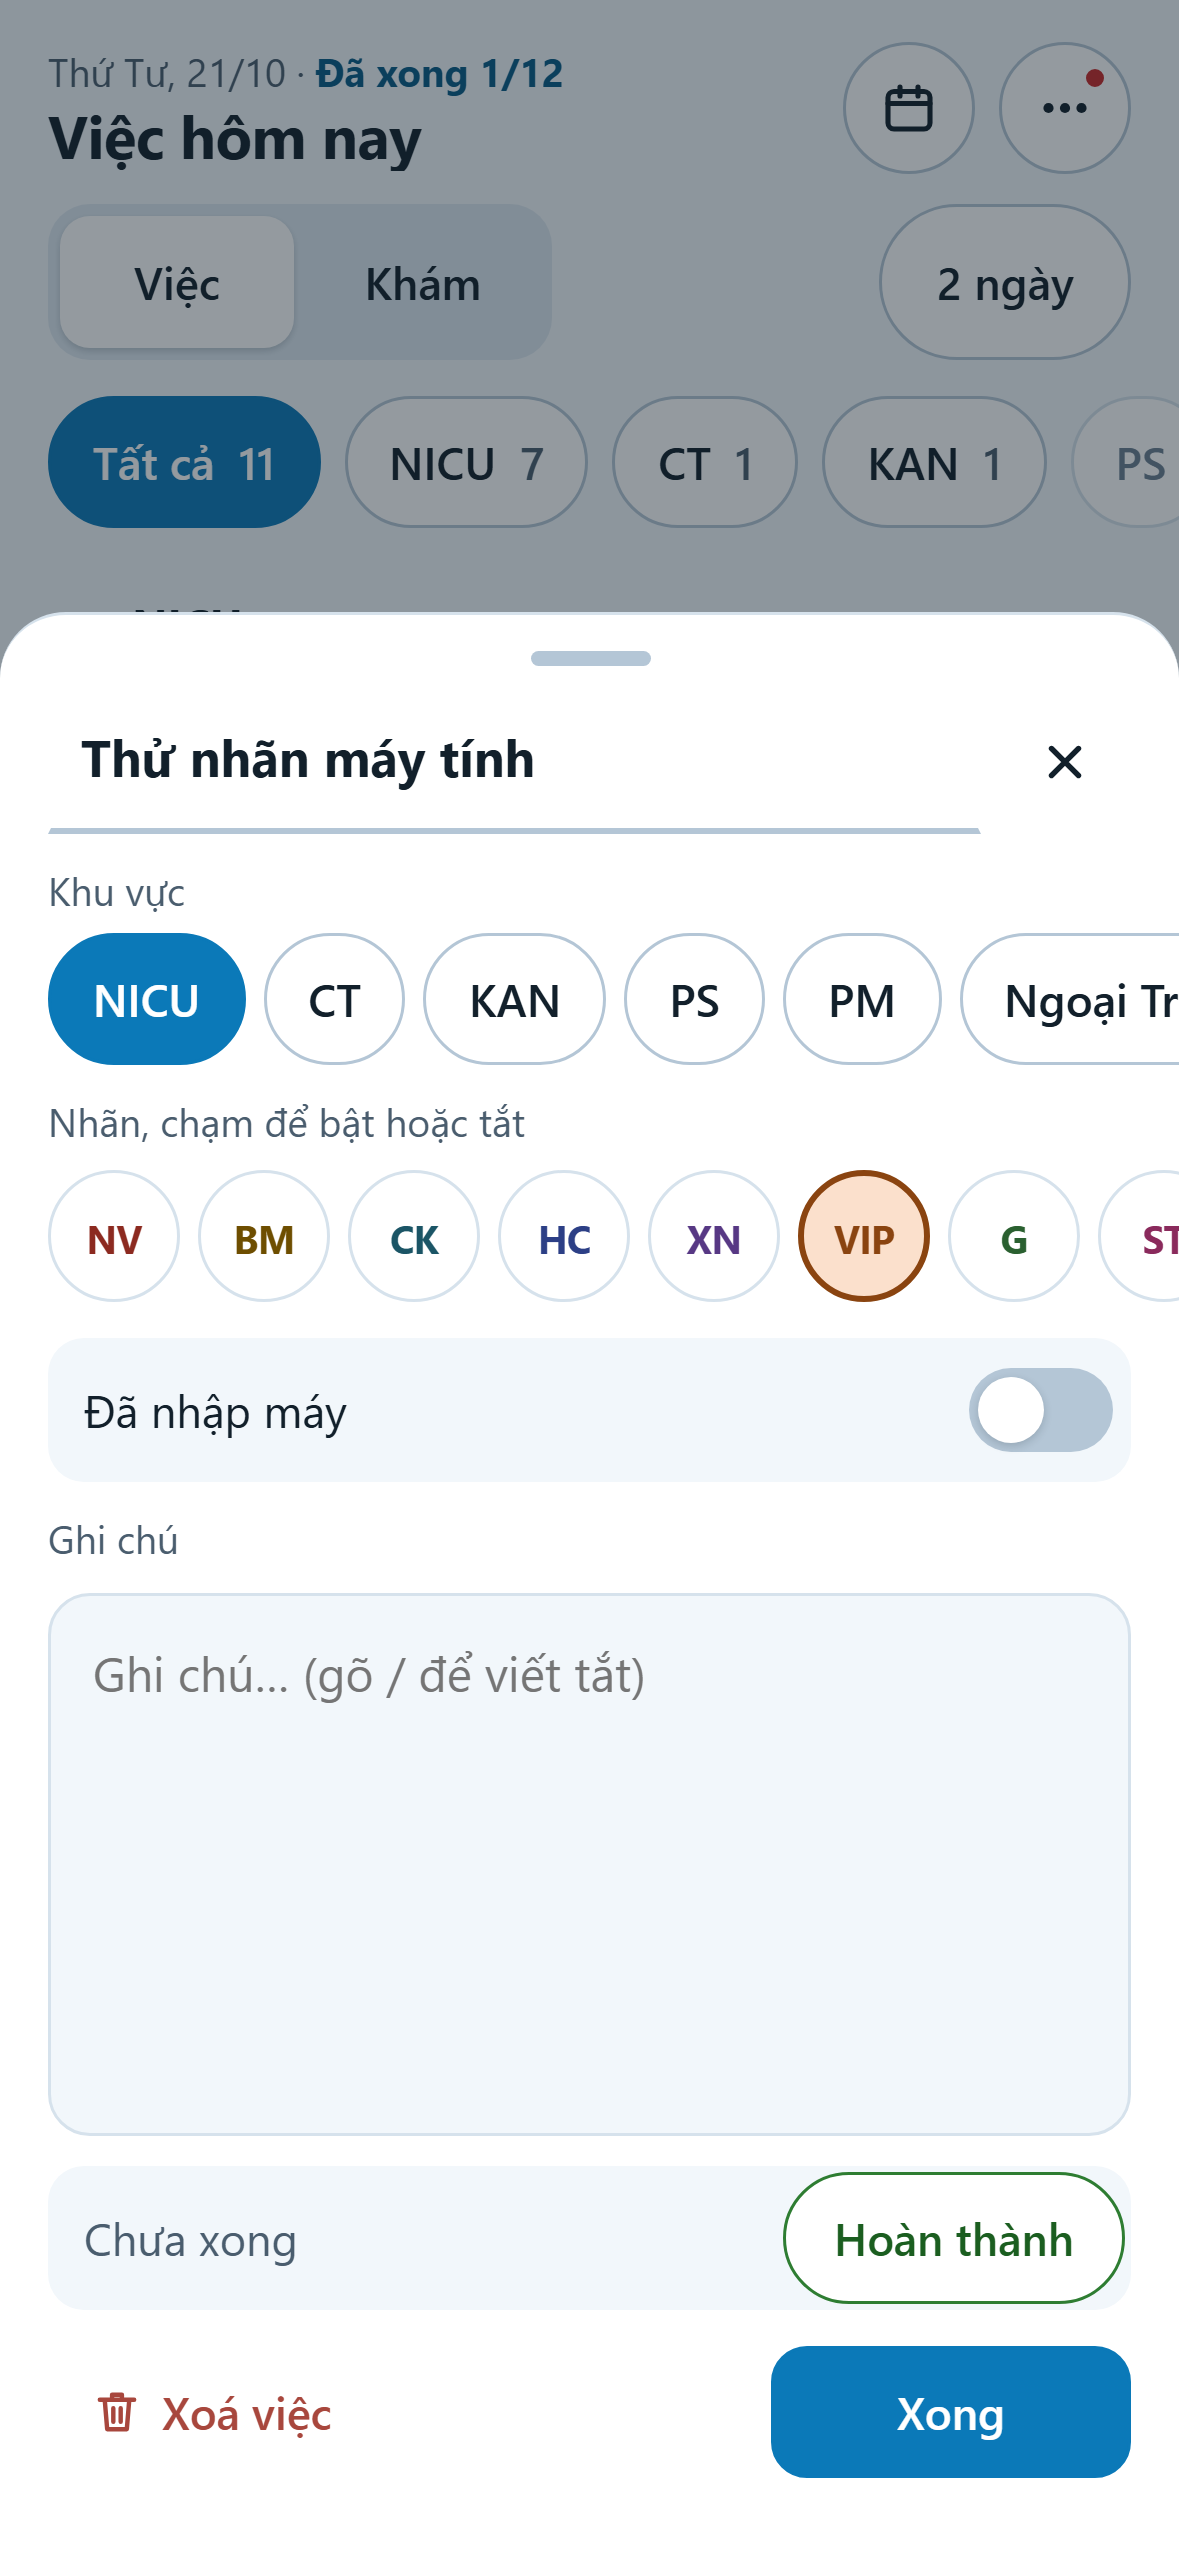 Thứ Tư, 21/10 · Đã xong 1/12
Việc hôm nay
Việc Khám 2 ngày
Tất cả 11 NICU 7 CT 1 KAN 1 PS
Thử nhãn máy tính
Khu vực
NICU CT KAN PS PM Ngoại Tr
Nhãn, chạm để bật hoặc tắt
NV BM CK HC XN VIP G ST
Đã nhập máy
Ghi chú
Ghi chú... (gõ / để viết tắt)
Chưa xong Hoàn thành
Xoá việc Xong